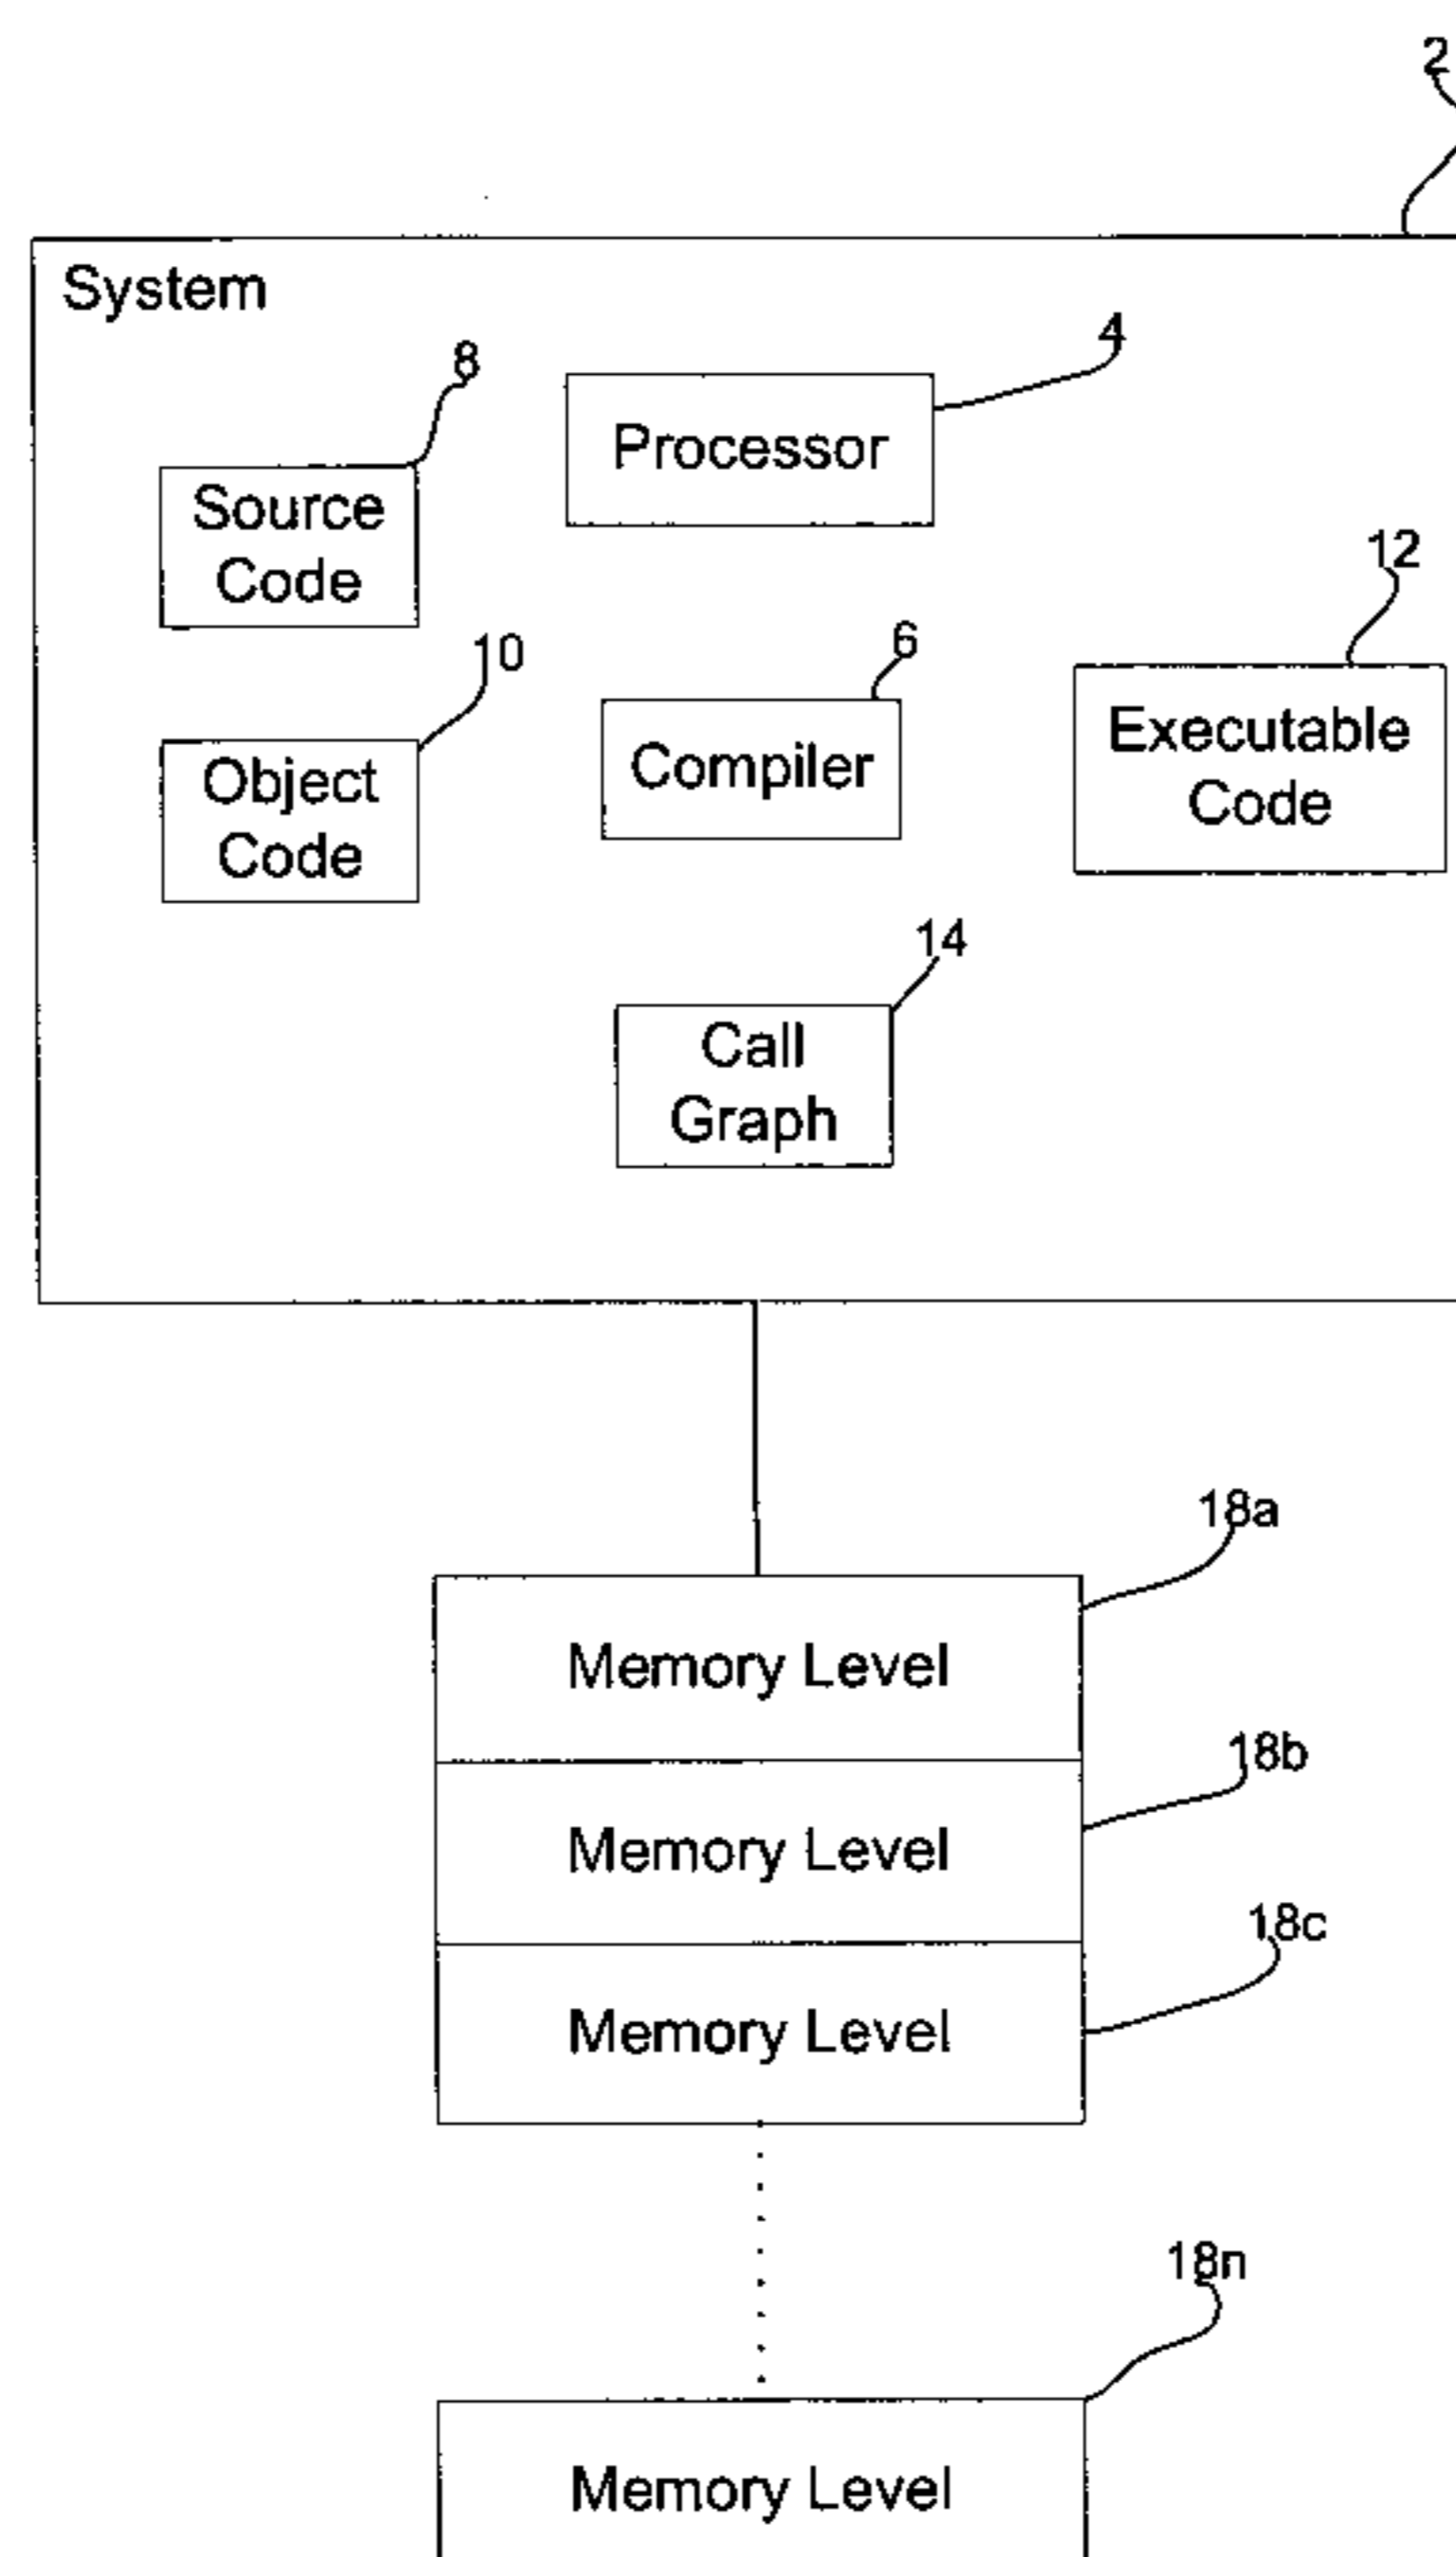 2
System
8
4
Processor
Source
Code
12
10
6
Object
Code
Compiler
Executable
Code
14
Call
Graph
18a
Memory Level
18b
Memory Level
18c
Memory Level
18n
Memory Level